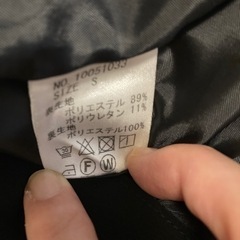 NO.10051033
SIZE S
表生地
ポリエステル 89%
ポリウレタン 11%
裏生地
ポリエステル100%
F W